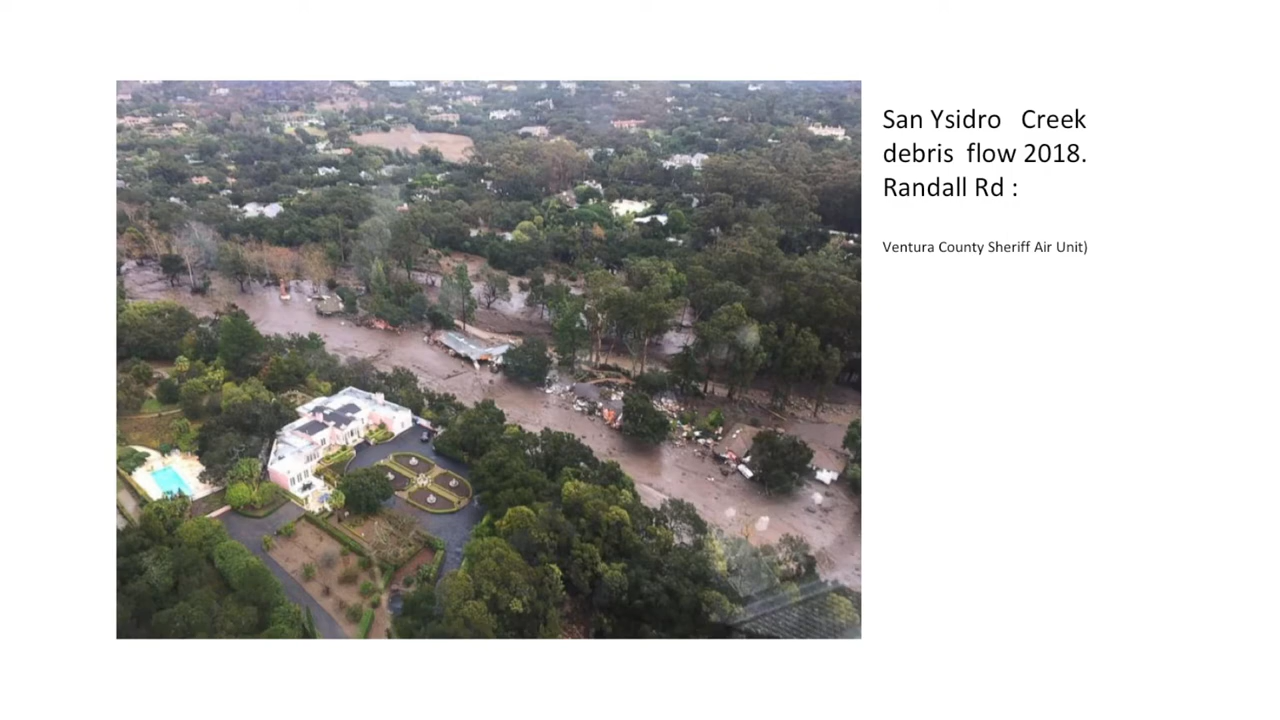 San Ysidro Creek
debris flow 2018.
Randall Rd :
Ventura County Sheriff Air Unit)